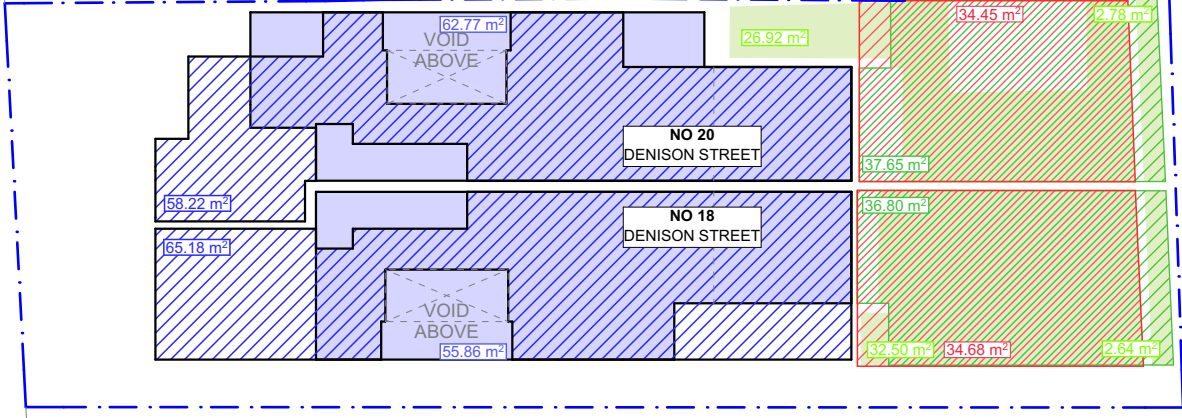 62.77 m²
34.45 m²
2.78 m²
VOID
ABOVE
26.92 m²
NO 20
DENISON STREET
37.65 m²
58.22 m²
36.80 m²
NO 18
DENISON STREET
65.18 m²
VOID
ABOVE
55.86 m²
32.50 m²
34.68 m²
2.64 m²